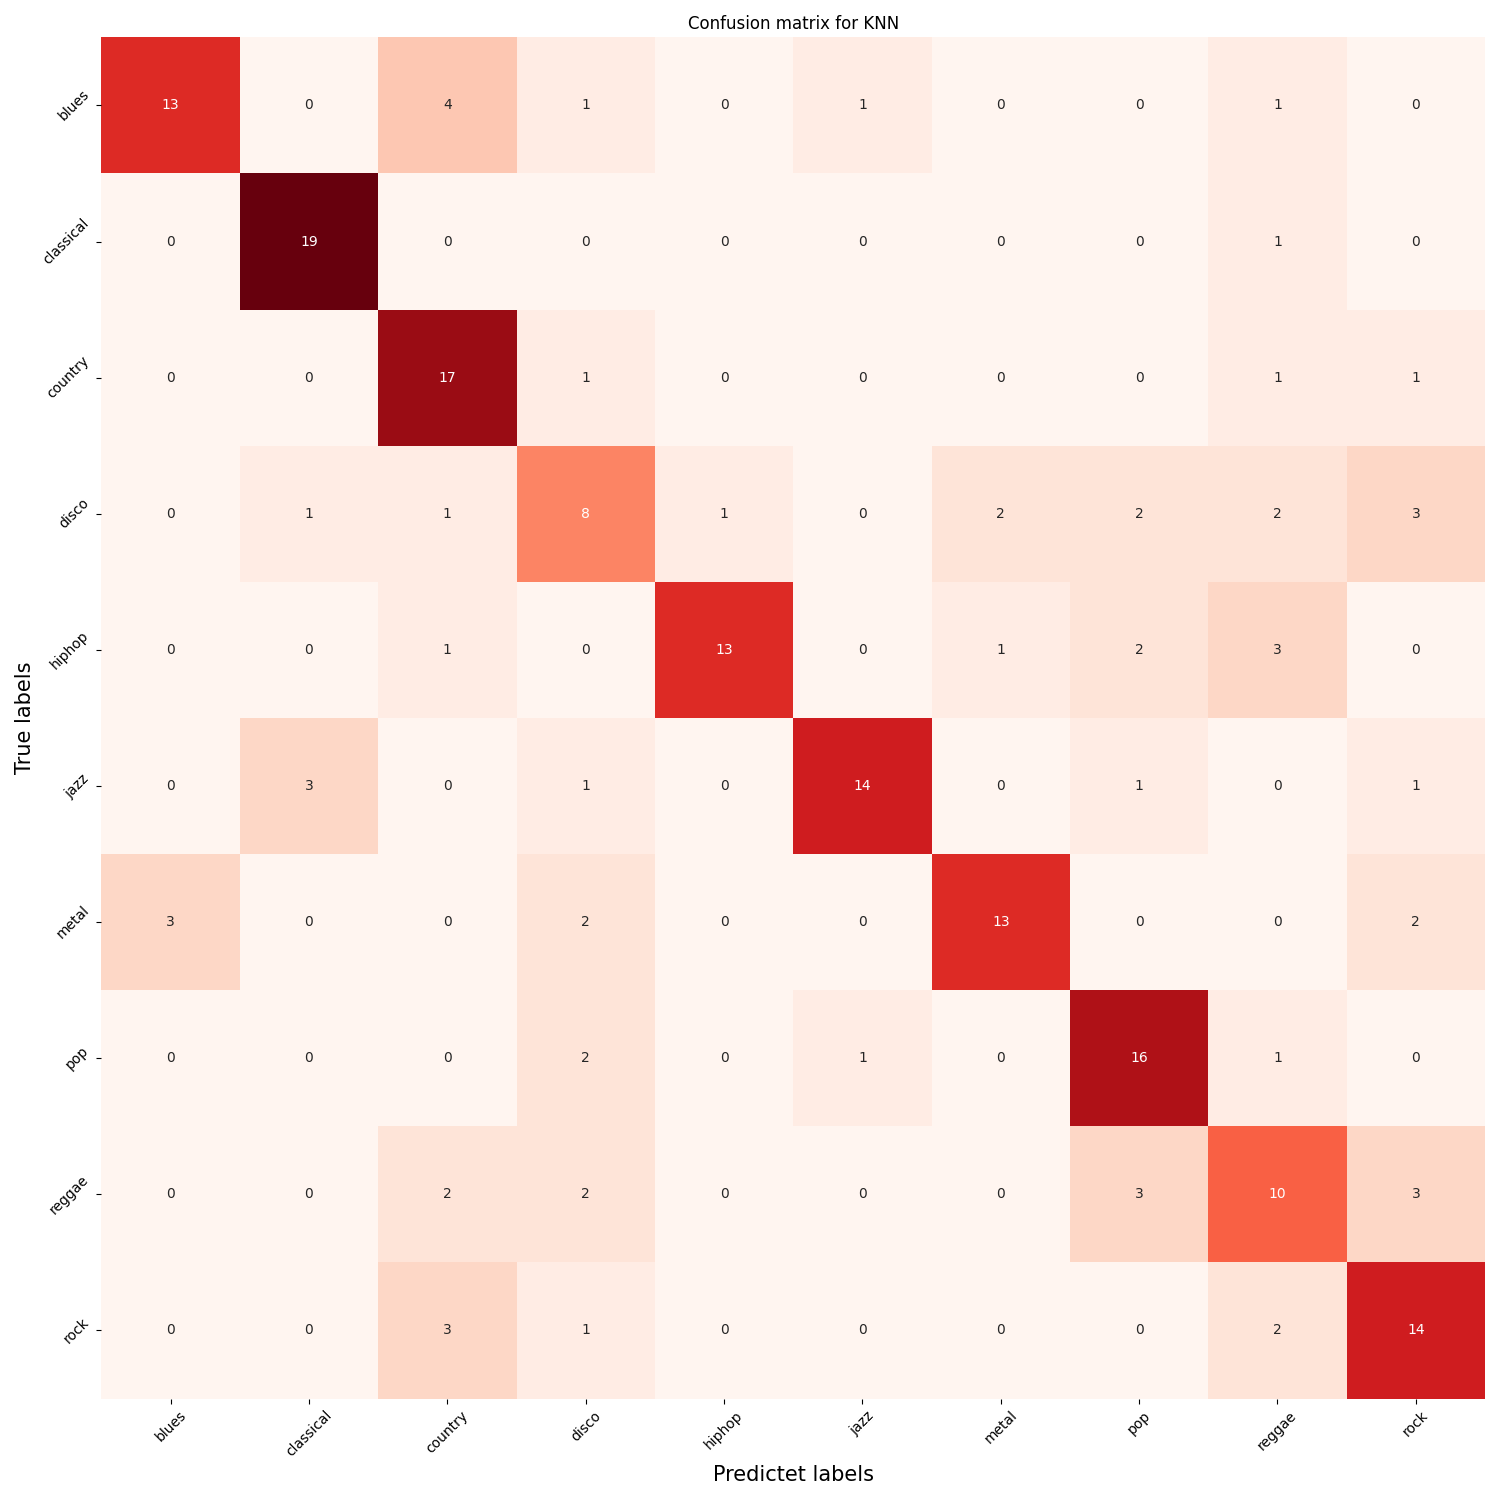 Confusion matrix for KNN
blues 13 0 4 1 0 1 0 0 1 0
classical 0 19 0 0 0 0 0 0 1 0
country 0 0 17 1 0 0 0 0 1 1
disco 0 1 1 8 1 0 2 2 2 3
hiphop 0 0 1 0 13 0 1 2 3 0
jazz 0 3 0 1 0 14 0 1 0 1
metal 3 0 0 2 0 0 13 0 0 2
pop 0 0 0 2 0 1 0 16 1 0
reggae 0 0 2 2 0 0 0 3 10 3
rock 0 0 3 1 0 0 0 0 2 14
True labels
blues classical country disco hiphop jazz metal pop reggae rock
Predictet labels